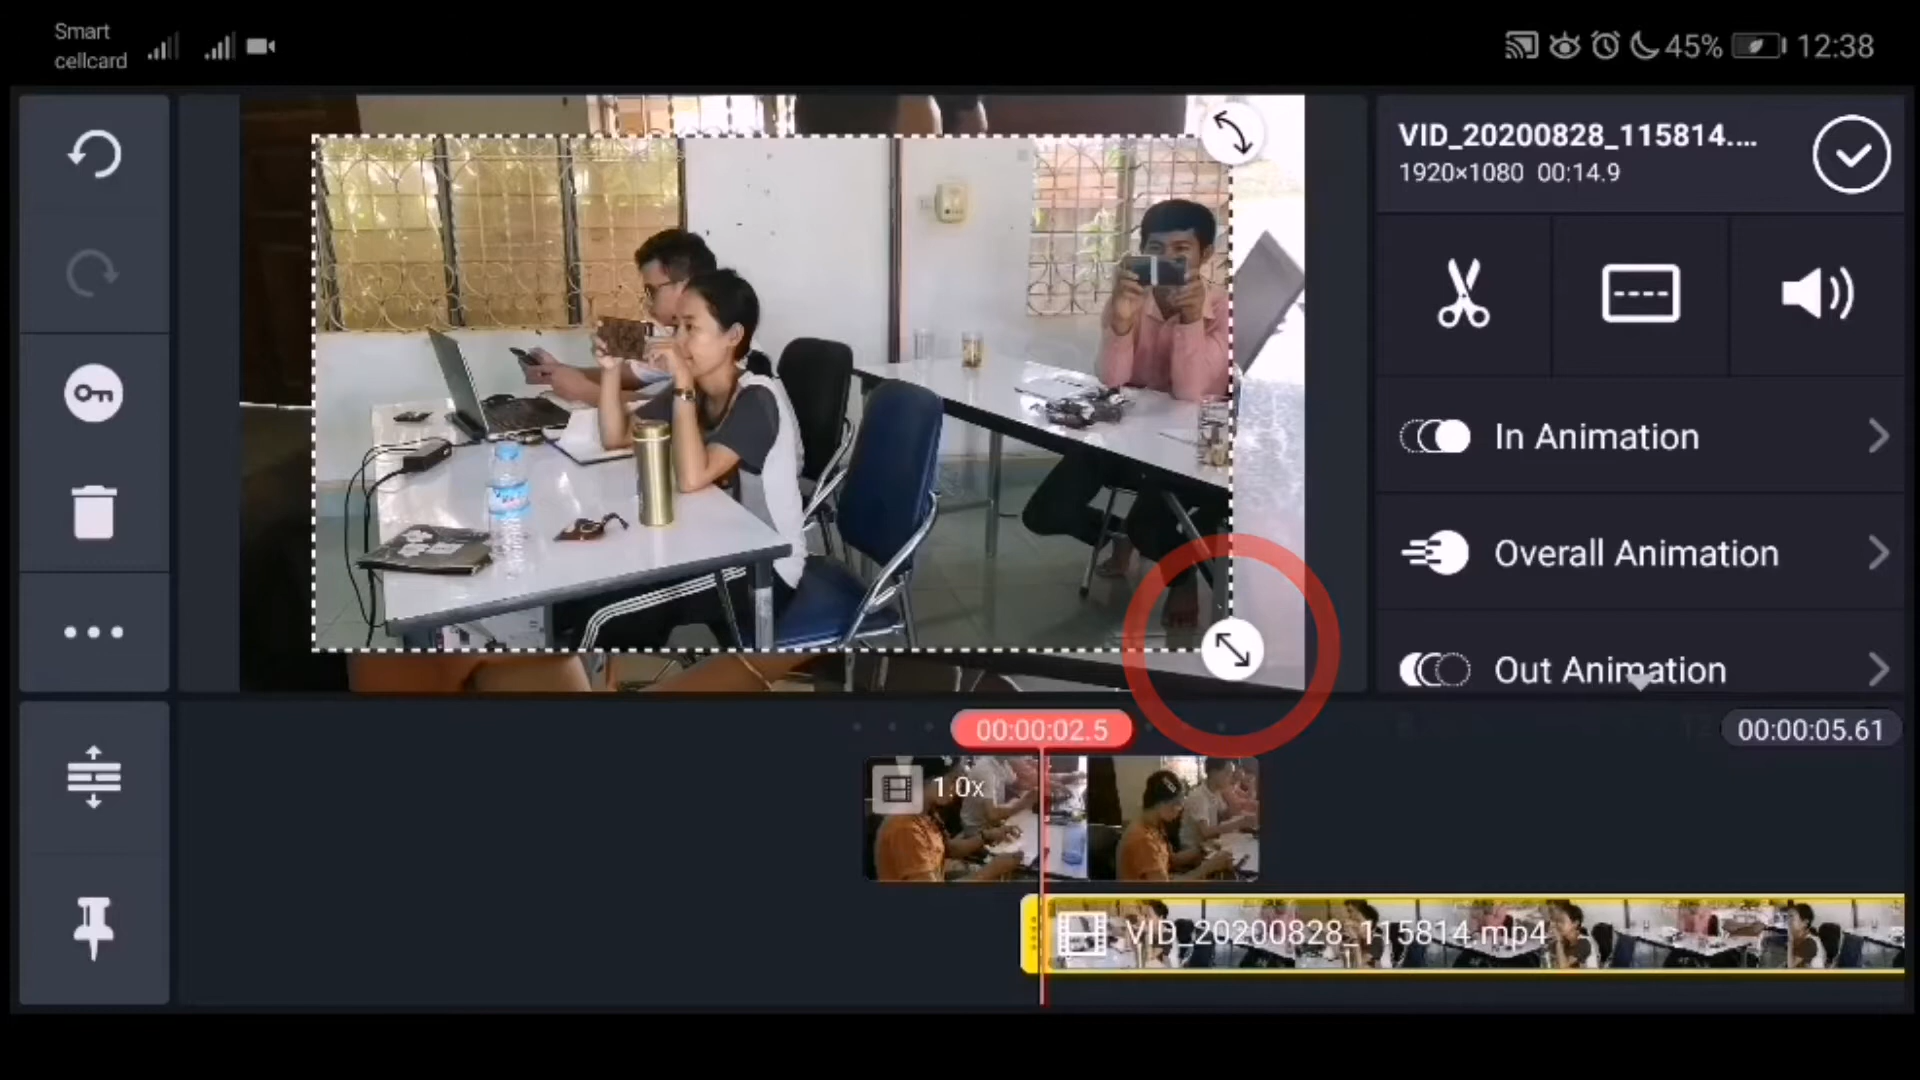 Smart
cellcard
45%
12:38
VID_20200828_115814....
1920×1080 00:14.9
In Animation
Overall Animation
Out Animation
00:00:02.5
00:00:05.61
1.0x
VID_20200828_115814.mp4